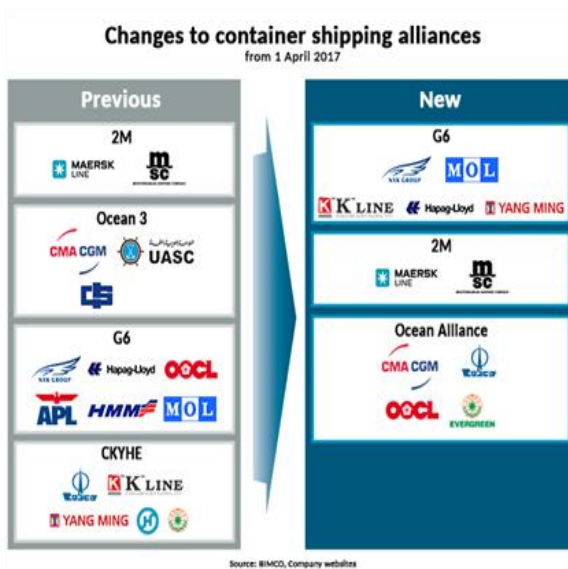 Changes to container shipping alliances
from 1 April 2017
Previous
2M
MAERSK
LINE
m
sc
Ocean 3
CMA CGM
UASC
G6
NYK GROUP
Hapag-Lloyd
OOCL
APL
HMM
MOL
CKYHE
K "K" LINE
YANG MING
H
New
G6
NYK GROUP
MOL
K "K" LINE
Hapag-Lloyd
YANG MING
2M
MAERSK
LINE
m
sc
Ocean Alliance
CMA CGM
OOCL
EVERGREEN
Source: BIMCO, Company websites